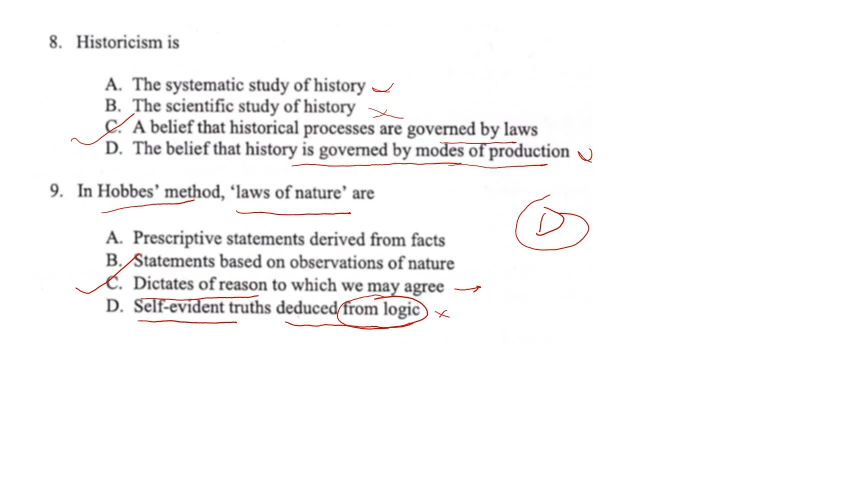 8. Historicism is
A. The systematic study of history
B. The scientific study of history
C. A belief that historical processes are governed by laws
D. The belief that history is governed by modes of production
9. In Hobbes' method, 'laws of nature' are
A. Prescriptive statements derived from facts
B. Statements based on observations of nature
C. Dictates of reason to which we may agree
D. Self-evident truths deduced from logic
D